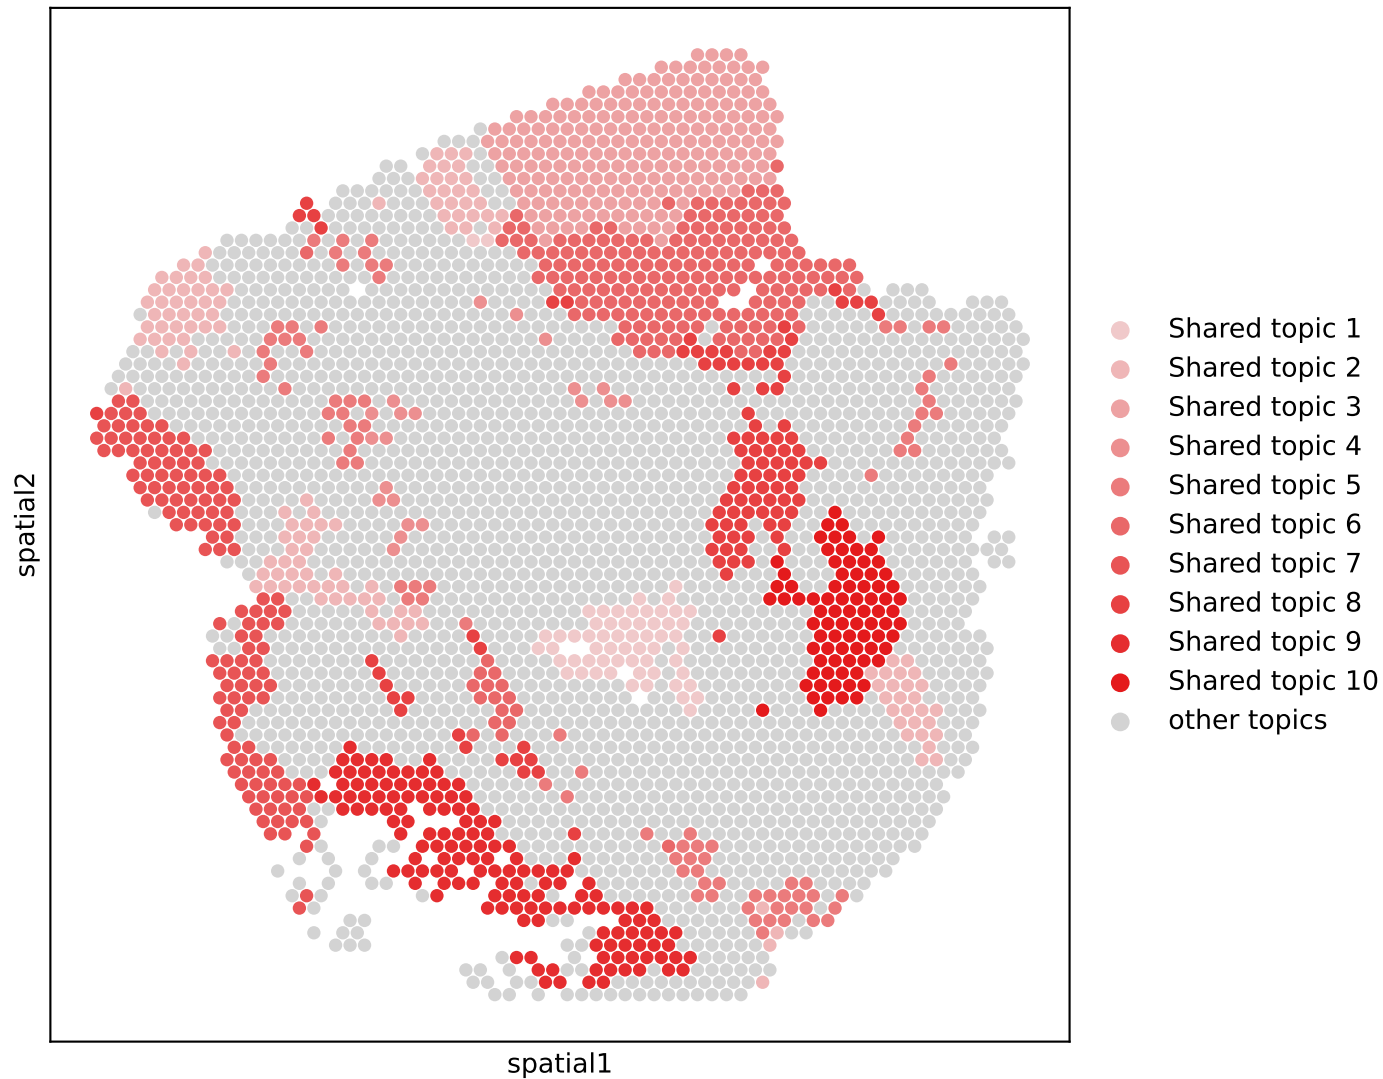 Shared topic 1
Shared topic 2
Shared topic 3
Shared topic 4
Shared topic 5
Shared topic 6
Shared topic 7
Shared topic 8
Shared topic 9
Shared topic 10
other topics
spatial2
spatial1